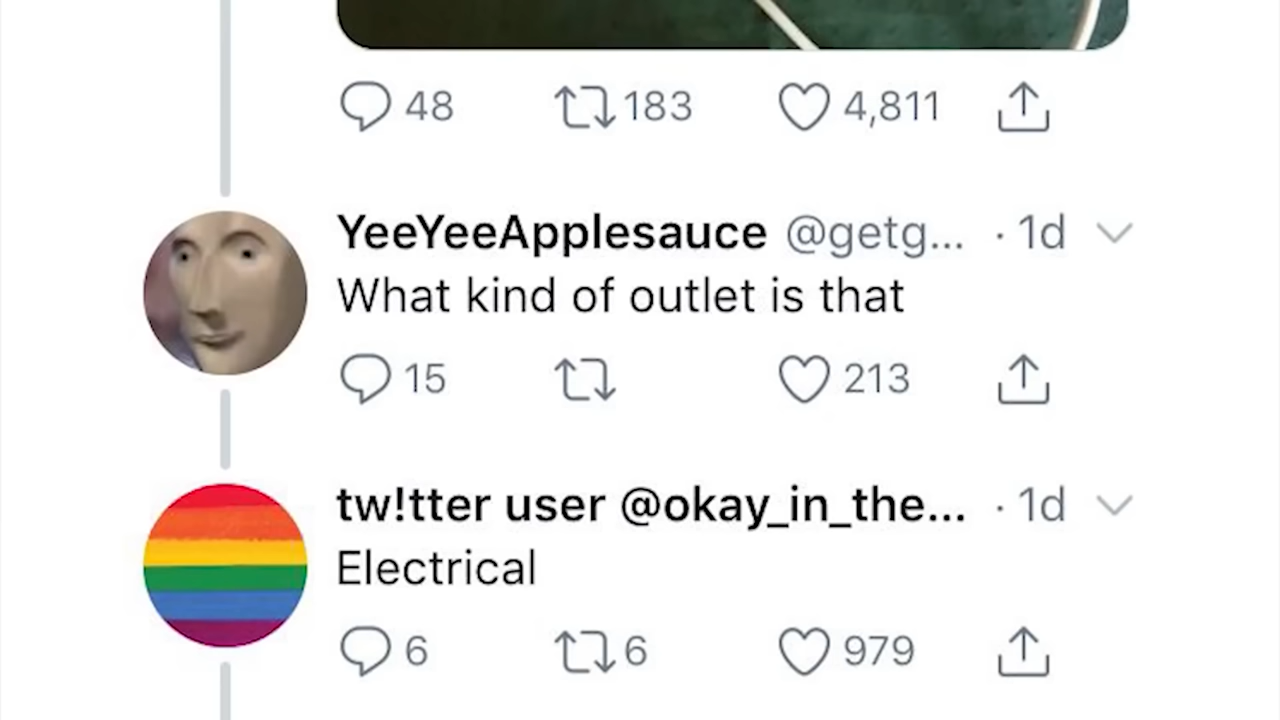 48 183 4,811
YeeYeeApplesauce @getg... · 1d
What kind of outlet is that
15 213
tw!tter user @okay_in_the... · 1d
Electrical
6 6 979